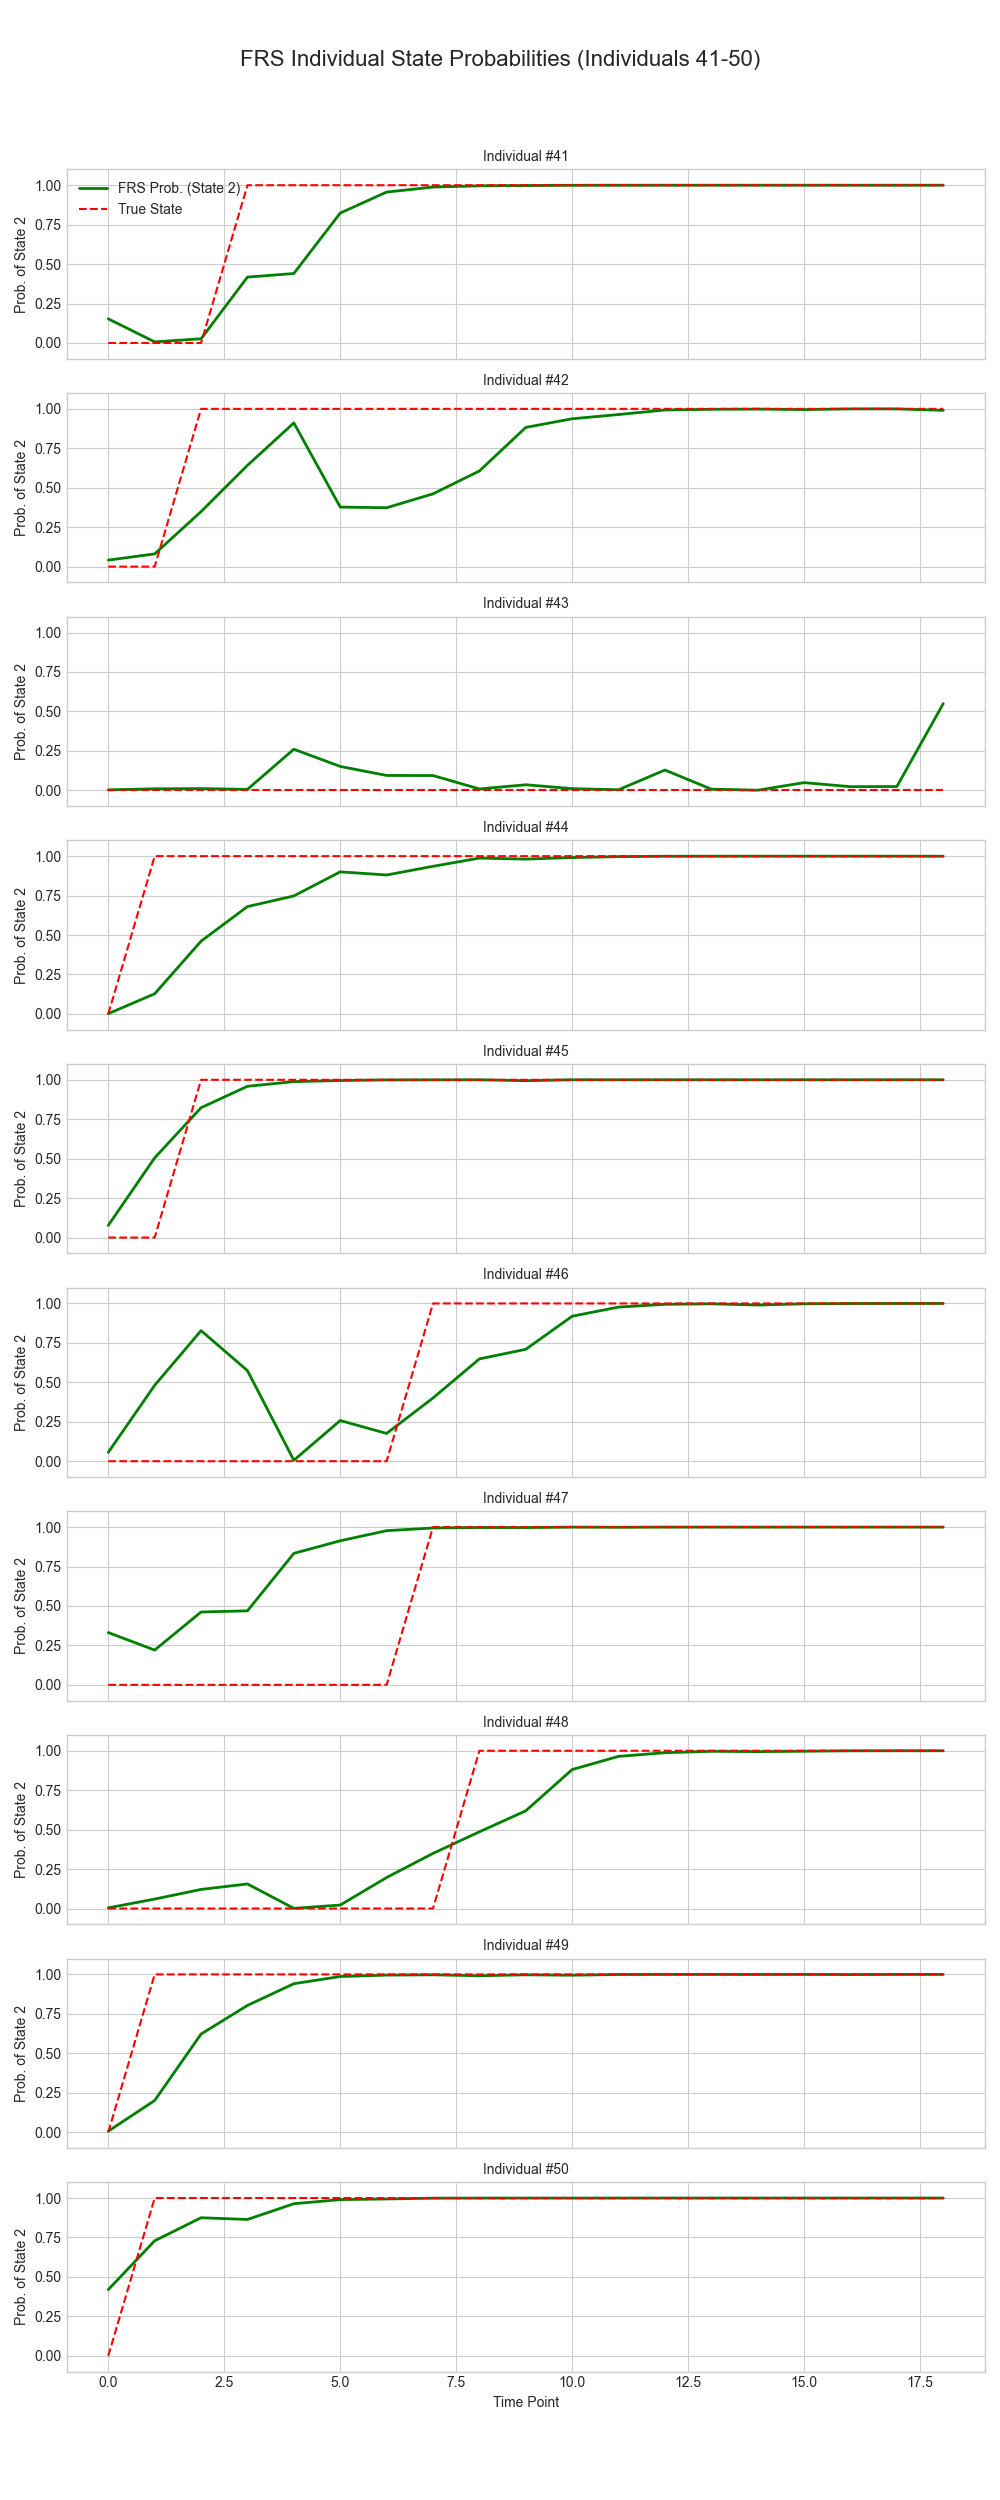 FRS Individual State Probabilities (Individuals 41-50)
Individual #41
Prob. of State 2
1.00
0.75
0.50
0.25
0.00
FRS Prob. (State 2)
True State
Individual #42
Prob. of State 2
1.00
0.75
0.50
0.25
0.00
Individual #43
Prob. of State 2
1.00
0.75
0.50
0.25
0.00
Individual #44
Prob. of State 2
1.00
0.75
0.50
0.25
0.00
Individual #45
Prob. of State 2
1.00
0.75
0.50
0.25
0.00
Individual #46
Prob. of State 2
1.00
0.75
0.50
0.25
0.00
Individual #47
Prob. of State 2
1.00
0.75
0.50
0.25
0.00
Individual #48
Prob. of State 2
1.00
0.75
0.50
0.25
0.00
Individual #49
Prob. of State 2
1.00
0.75
0.50
0.25
0.00
Individual #50
Prob. of State 2
1.00
0.75
0.50
0.25
0.00
0.0 2.5 5.0 7.5 10.0 12.5 15.0 17.5
Time Point